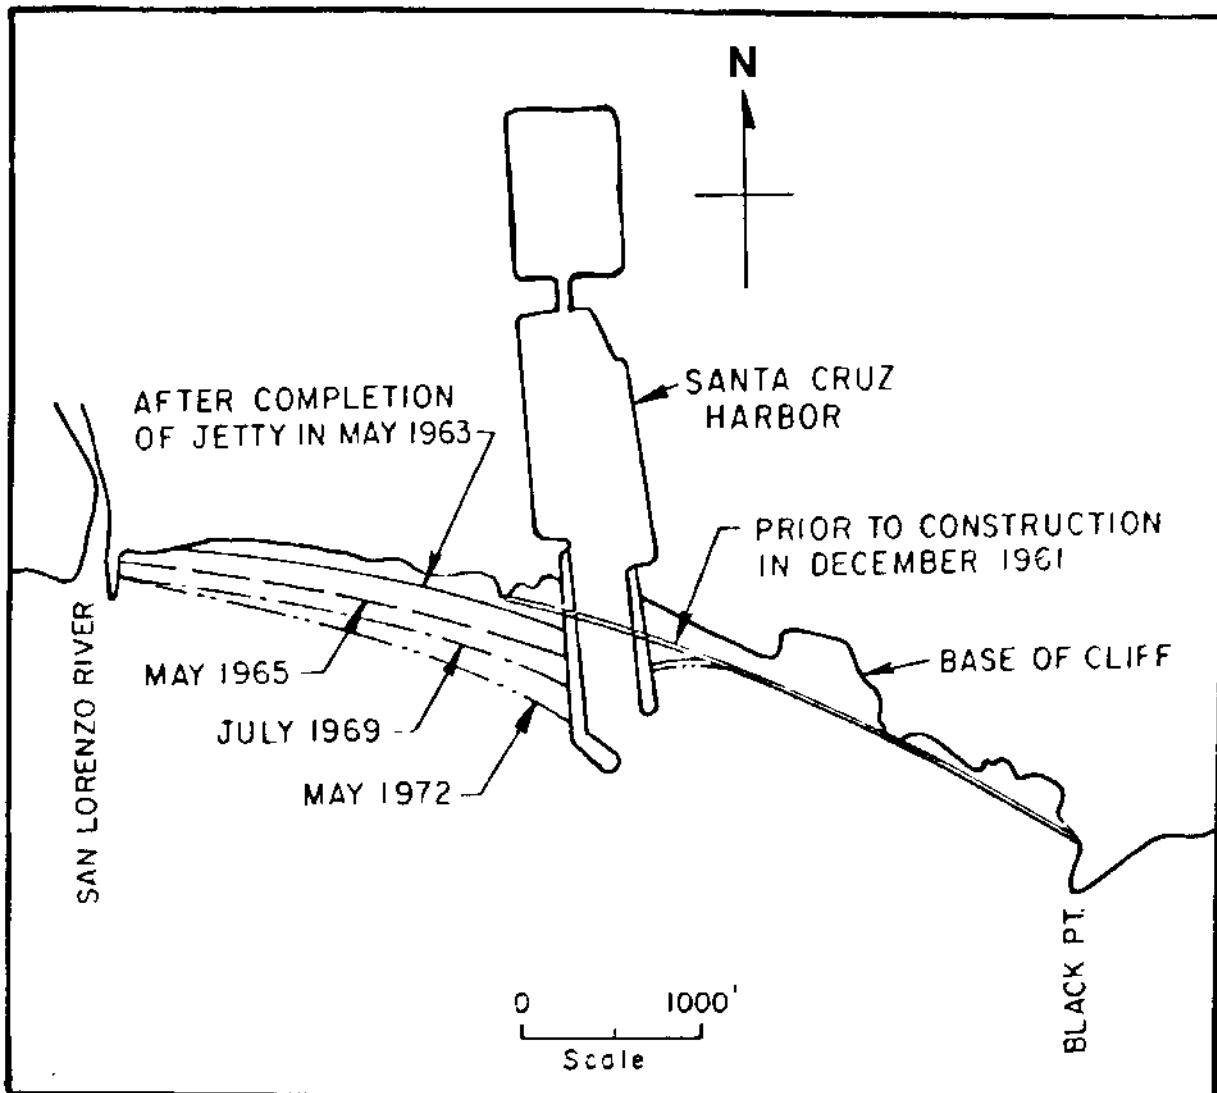 N
SANTA CRUZ
HARBOR
AFTER COMPLETION
OF JETTY IN MAY 1963
PRIOR TO CONSTRUCTION
IN DECEMBER 1961
BASE OF CLIFF
MAY 1965
JULY 1969
MAY 1972
SAN LORENZO RIVER
BLACK PT.
0 1000'
Scale